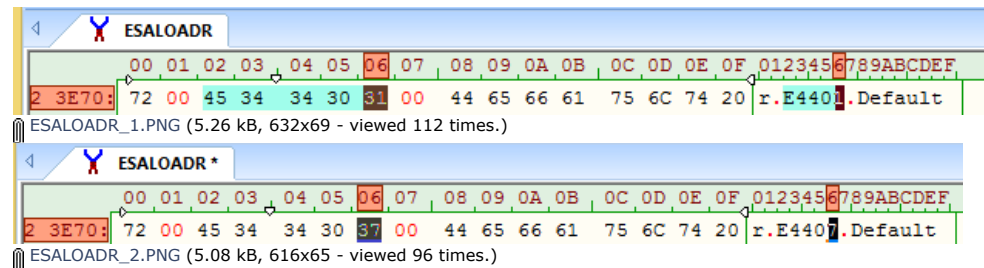 ESALOADR
00 01 02 03 04 05 06 07 08 09 0A 0B 0C 0D 0E 0F 0123456789ABCDEF
2 3E70: 72 00 45 34 34 30 31 00 44 65 66 61 75 6C 74 20 r.E4401.Default
ESALOADR_1.PNG (5.26 kB, 632x69 - viewed 112 times.)
ESALOADR *
00 01 02 03 04 05 06 07 08 09 0A 0B 0C 0D 0E 0F 0123456789ABCDEF
2 3E70: 72 00 45 34 34 30 37 00 44 65 66 61 75 6C 74 20 r.E4407.Default
ESALOADR_2.PNG (5.08 kB, 616x65 - viewed 96 times.)